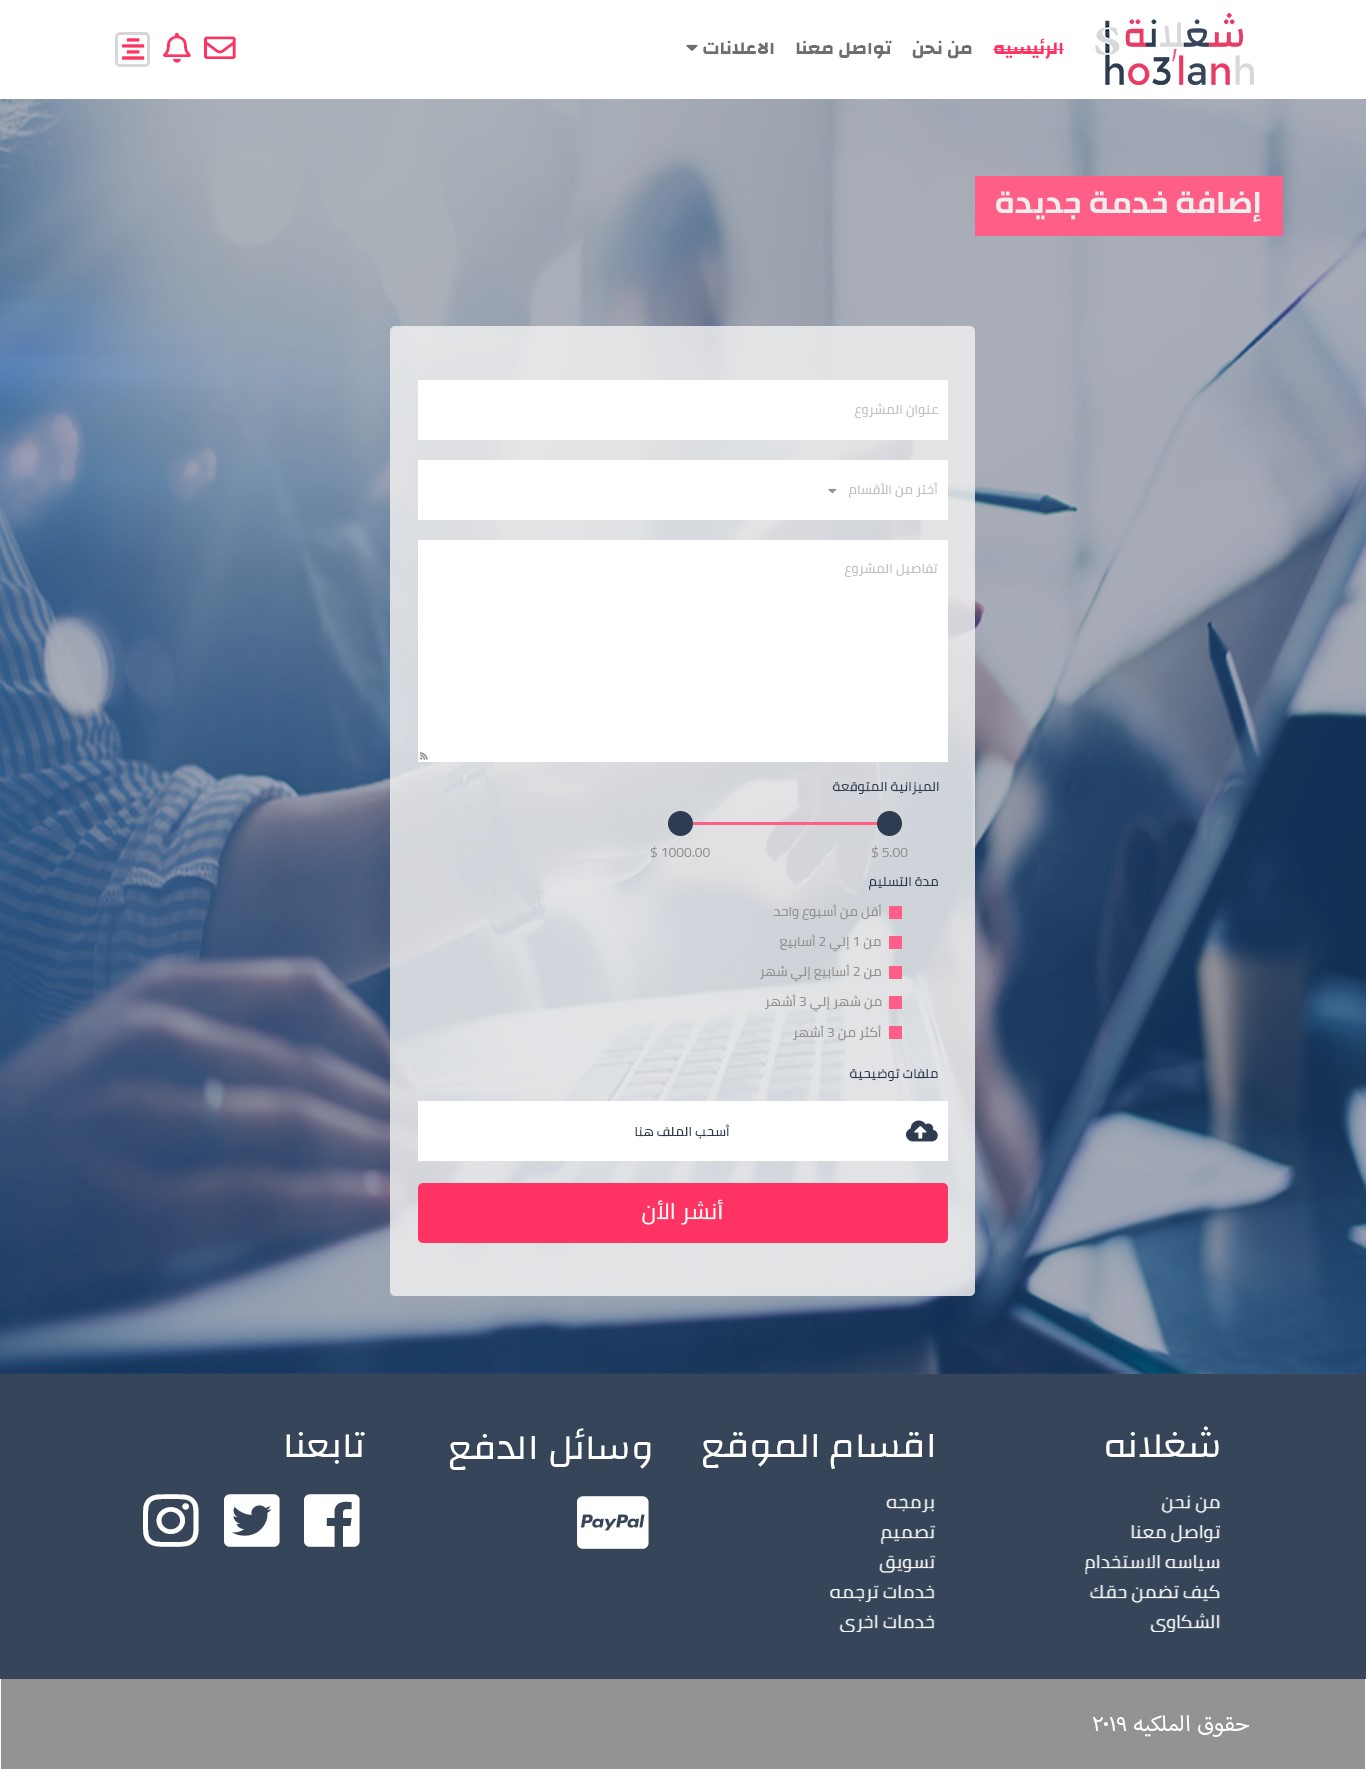 شغلانة
Sho3'lanh
الرئيسيه
من نحن
تواصل معنا
الاعلانات
إضافة خدمة جديدة
عنوان المشروع
أختر من الأقسام
تفاصيل المشروع
الميزانية المتوقعة
$ 5.00
$ 1000.00
مدة التسليم
أقل من أسبوع واحد
من 1 إلي 2 أسابيع
من 2 أسابيع إلي شهر
من شهر إلي 3 أشهر
أكثر من 3 أشهر
ملفات توضيحية
أسحب الملف هنا
أنشر الأن
شغلانه
من نحن
تواصل معنا
سياسه الاستخدام
كيف تضمن حقك
الشكاوى
اقسام الموقع
برمجه
تصميم
تسويق
خدمات ترجمه
خدمات اخرى
وسائل الدفع
PayPal
تابعنا
حقوق الملكيه ٢٠١٩